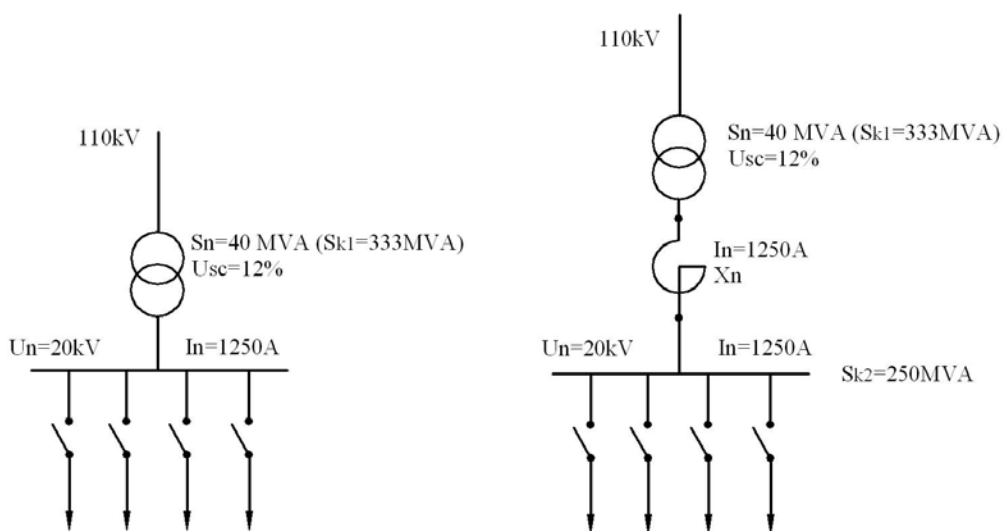 110kV
Sn=40 MVA (Sk1=333MVA)
Usc=12%
Un=20kV
In=1250A
110kV
Sn=40 MVA (Sk1=333MVA)
Usc=12%
In=1250A
Xn
Un=20kV
In=1250A
Sk2=250MVA